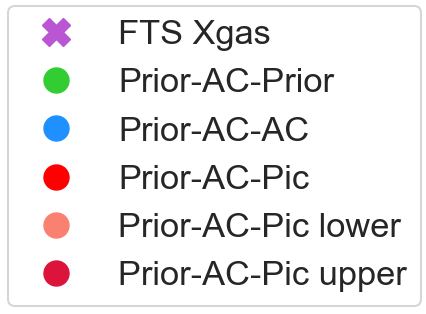 FTS Xgas
Prior-AC-Prior
Prior-AC-AC
Prior-AC-Pic
Prior-AC-Pic lower
Prior-AC-Pic upper